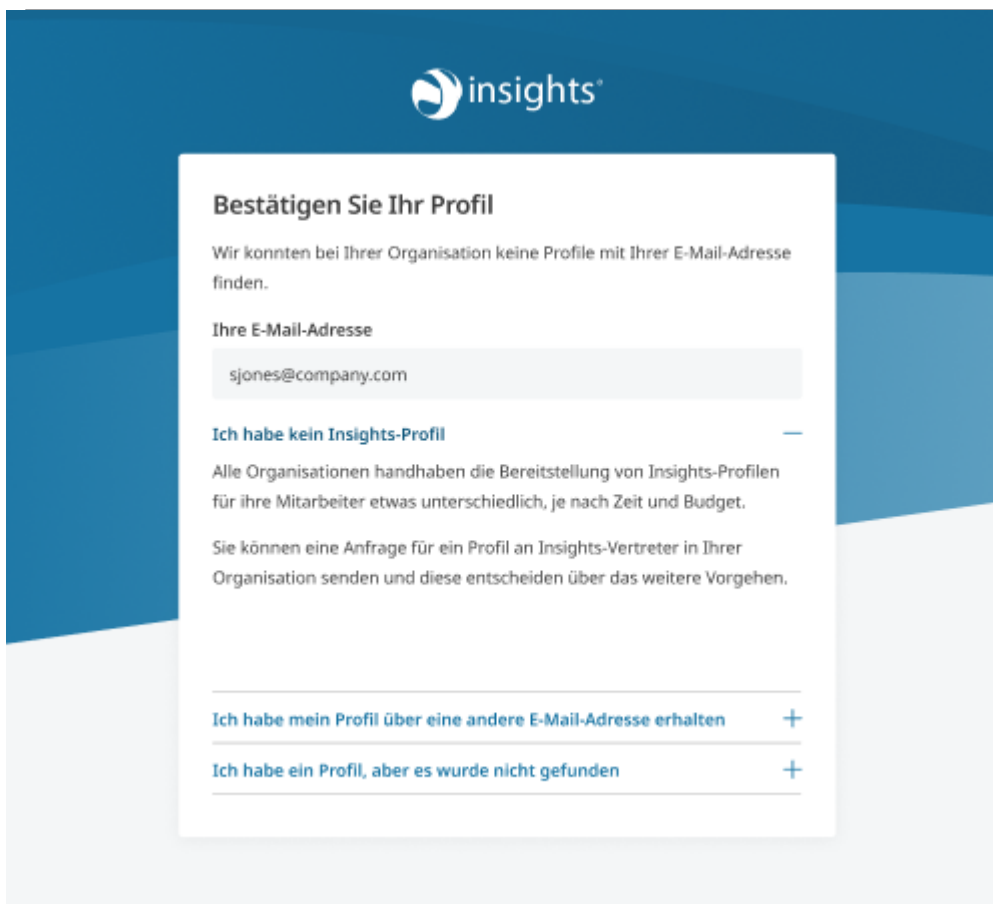 insights®
Bestätigen Sie Ihr Profil
Wir konnten bei Ihrer Organisation keine Profile mit Ihrer E-Mail-Adresse
finden.
Ihre E-Mail-Adresse
sjones@company.com
Ich habe kein Insights-Profil
Alle Organisationen handhaben die Bereitstellung von Insights-Profilen
für ihre Mitarbeiter etwas unterschiedlich, je nach Zeit und Budget.
Sie können eine Anfrage für ein Profil an Insights-Vertreter in Ihrer
Organisation senden und diese entscheiden über das weitere Vorgehen.
Ich habe mein Profil über eine andere E-Mail-Adresse erhalten
Ich habe ein Profil, aber es wurde nicht gefunden